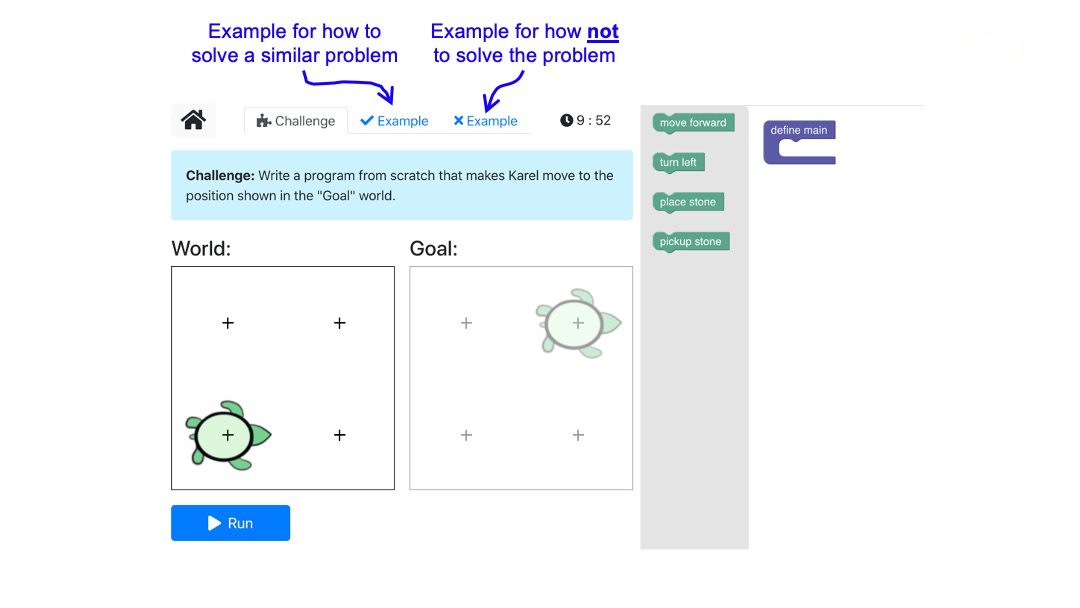 Example for how to
solve a similar problem
Example for how not
to solve the problem
Challenge
Example
Example
9 : 52
Challenge: Write a program from scratch that makes Karel move to the
position shown in the "Goal" world.
World:
Goal:
Run
move forward
turn left
place stone
pickup stone
define main